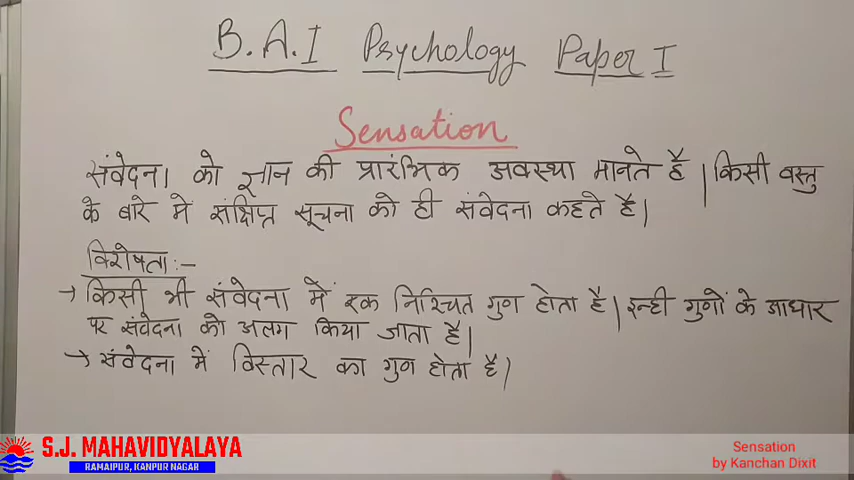 B.A.I Psychology Paper I
Sensation
संवेदना को ज्ञान की प्रारंभिक अवस्था मानते है | किसी वस्तु
के बारे मे संक्षिप्त सूचना को ही संवेदना कहते है |
विशेषता :-
→ किसी भी संवेदना में एक निश्चित गुण होता है | इन्ही गुणों के आधार
पर संवेदना को अलग किया जाता है |
→ संवेदना में विस्तार का गुण होता है |
S.J. MAHAVIDYALAYA
RAMAIPUR, KANPUR NAGAR
Sensation
by Kanchan Dixit